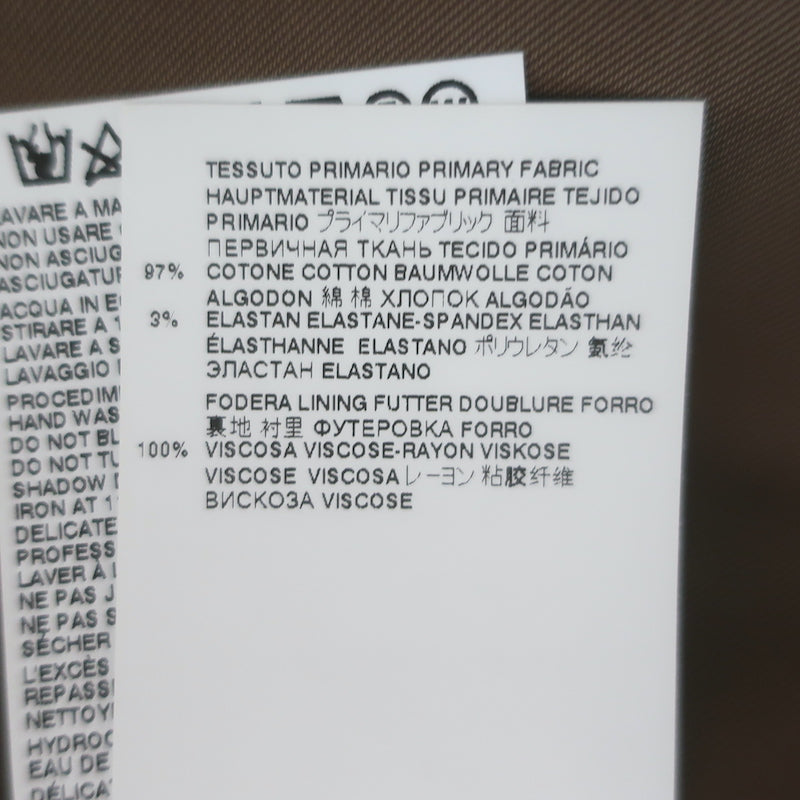 TESSUTO PRIMARIO PRIMARY FABRIC
HAUPTMATERIAL TISSU PRIMAIRE TEJIDO
PRIMARIO プライマリファブリック 面料
ПЕРВИЧНАЯ ТКАНЬ TECIDO PRIMÁRIO
97% COTONE COTTON BAUMWOLLE COTON
ALGODON 綿 棉 ХЛОПОК ALGODÃO
3% ELASTAN ELASTANE-SPANDEX ELASTHAN
ÉLASTHANNE ELASTANO ポリウレタン 氨纶
ЭЛАСТАН ELASTANO
FODERA LINING FUTTER DOUBLURE FORRO
裏地 衬里 ФУТЕРОВКА FORRO
100% VISCOSA VISCOSE-RAYON VISKOSE
VISCOSE VISCOSA レーヨン 粘胶纤维
ВИСКОЗА VISCOSE
AVARE A MA
NON USARE
NON ASCIUG
ASCIUGATUR
ACQUA IN
STIRARE A 1
LAVARE A S
LAVAGGIO
PROCEDIM
HAND WAS
DO NOT BL
DO NOT TU
SHADOW
IRON AT 1
DELICATE
PROFESS
LAVER À L
NE PAS J
NE PAS S
SÉCHER
L'EXCÈS
REPASS
NETTOY
HYDROC
EAU DE
DÉLICA